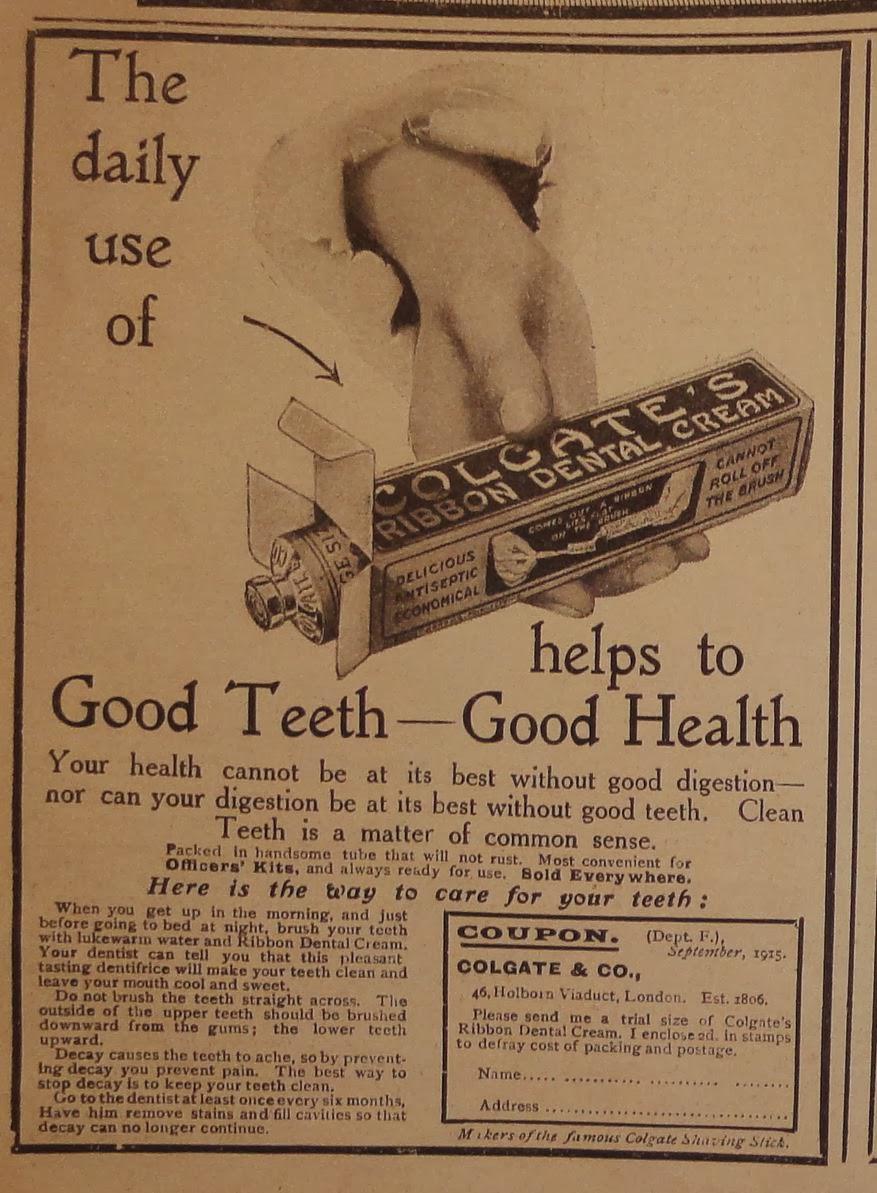 The
daily
use
of
COLGATE'S
RIBBON DENTAL CREAM
DELICIOUS
ANTISEPTIC
ECONOMICAL
COMES OUT A RIBBON
LIES FLAT
ON THE BRUSH
CANNOT
ROLL OFF
THE BRUSH
helps to
Good Teeth—Good Health
Your health cannot be at its best without good digestion—
nor can your digestion be at its best without good teeth. Clean
Teeth is a matter of common sense.
Packed in handsome tube that will not rust. Most convenient for
Officers' Kits, and always ready for use. Sold Everywhere.
Here is the way to care for your teeth:
When you get up in the morning, and just
before going to bed at night, brush your teeth
with lukewarm water and Ribbon Dental Cream.
Your dentist can tell you that this pleasant
tasting dentifrice will make your teeth clean and
leave your mouth cool and sweet.
Do not brush the teeth straight across. The
outside of the upper teeth should be brushed
downward from the gums; the lower teeth
upward.
Decay causes the teeth to ache, so by prevent-
ing decay you prevent pain. The best way to
stop decay is to keep your teeth clean.
Go to the dentist at least once every six months,
Have him remove stains and fill cavities so that
decay can no longer continue.
COUPON. (Dept. F.),
September, 1915.
COLGATE & CO.,
46, Holborn Viaduct, London. Est. 1806.
Please send me a trial size of Colgate's
Ribbon Dental Cream. I enclose 2d. in stamps
to defray cost of packing and postage.
Name
Address
Makers of the famous Colgate Shaving Stick.